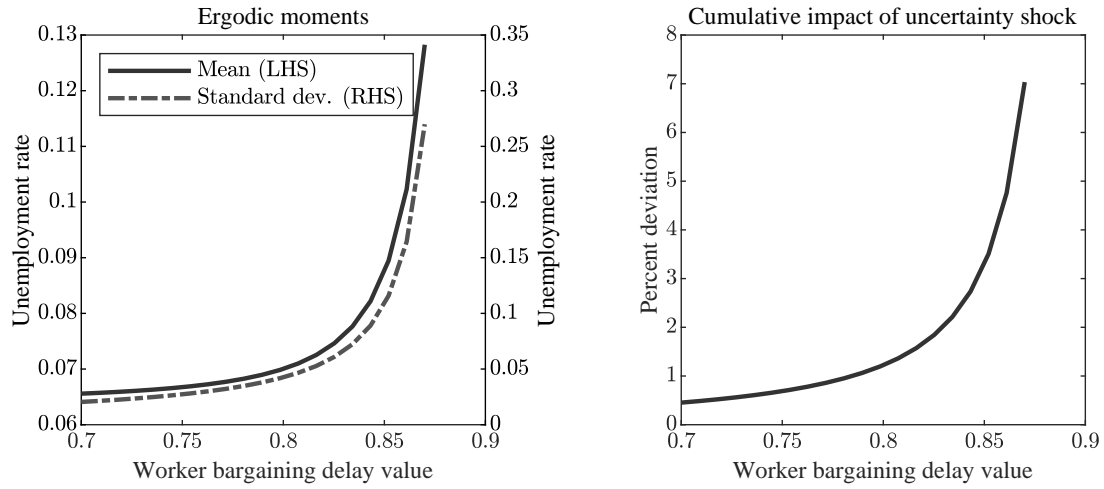 Ergodic moments
0.13
0.12
0.11
0.1
0.09
0.08
0.07
0.06
Unemployment rate
Mean (LHS)
Standard dev. (RHS)
0.35
0.3
0.25
0.2
0.15
0.1
0.05
0
Unemployment rate
0.7 0.75 0.8 0.85 0.9
Worker bargaining delay value
Cumulative impact of uncertainty shock
8
7
6
5
4
3
2
1
0
Percent deviation
0.7 0.75 0.8 0.85 0.9
Worker bargaining delay value